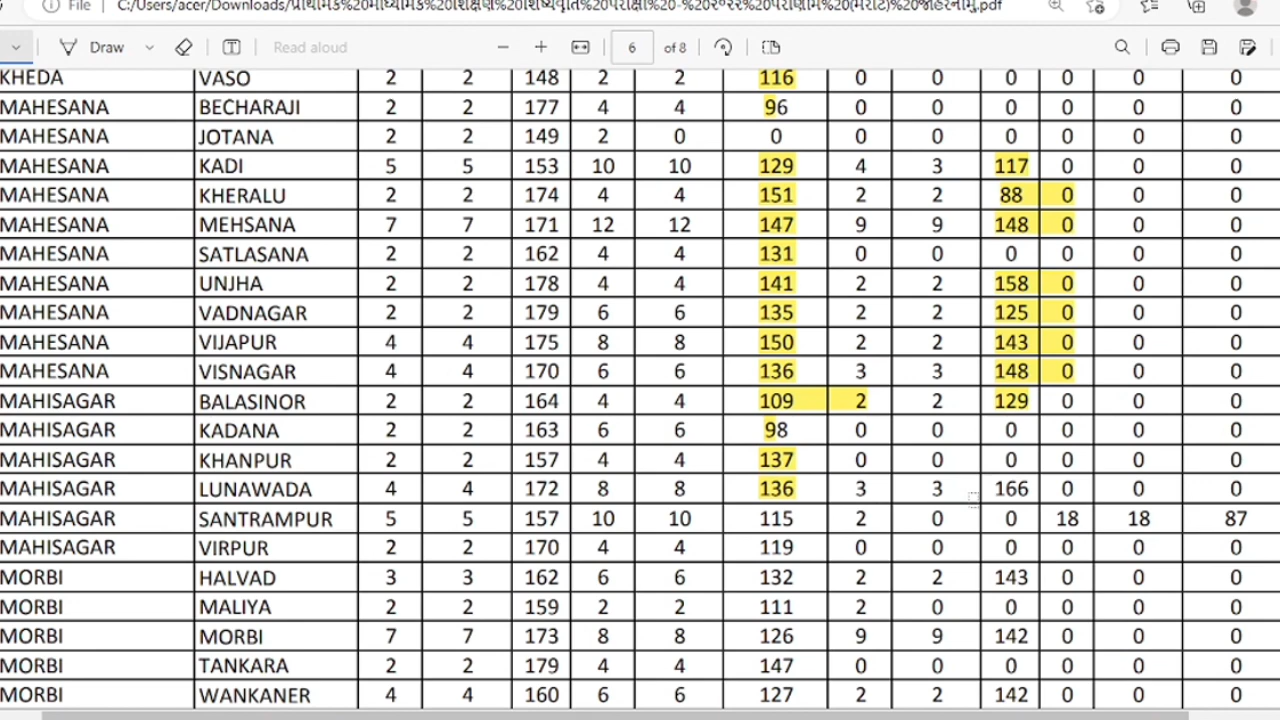 File C:/Users/acer/Downloads/
Draw Read aloud 6 of 8
KHEDA VASO 2 2 148 2 2 116 0 0 0 0 0 0
MAHESANA BECHARAJI 2 2 177 4 4 96 0 0 0 0 0 0
MAHESANA JOTANA 2 2 149 2 0 0 0 0 0 0 0 0
MAHESANA KADI 5 5 153 10 10 129 4 3 117 0 0 0
MAHESANA KHERALU 2 2 174 4 4 151 2 2 88 0 0 0
MAHESANA MEHSANA 7 7 171 12 12 147 9 9 148 0 0 0
MAHESANA SATLASANA 2 2 162 4 4 131 0 0 0 0 0 0
MAHESANA UNJHA 2 2 178 4 4 141 2 2 158 0 0 0
MAHESANA VADNAGAR 2 2 179 6 6 135 2 2 125 0 0 0
MAHESANA VIJAPUR 4 4 175 8 8 150 2 2 143 0 0 0
MAHESANA VISNAGAR 4 4 170 6 6 136 3 3 148 0 0 0
MAHISAGAR BALASINOR 2 2 164 4 4 109 2 2 129 0 0 0
MAHISAGAR KADANA 2 2 163 6 6 98 0 0 0 0 0 0
MAHISAGAR KHANPUR 2 2 157 4 4 137 0 0 0 0 0 0
MAHISAGAR LUNAWADA 4 4 172 8 8 136 3 3 166 0 0 0
MAHISAGAR SANTRAMPUR 5 5 157 10 10 115 2 0 0 18 18 87
MAHISAGAR VIRPUR 2 2 170 4 4 119 0 0 0 0 0 0
MORBI HALVAD 3 3 162 6 6 132 2 2 143 0 0 0
MORBI MALIYA 2 2 159 2 2 111 2 0 0 0 0 0
MORBI MORBI 7 7 173 8 8 126 9 9 142 0 0 0
MORBI TANKARA 2 2 179 4 4 147 0 0 0 0 0 0
MORBI WANKANER 4 4 160 6 6 127 2 2 142 0 0 0